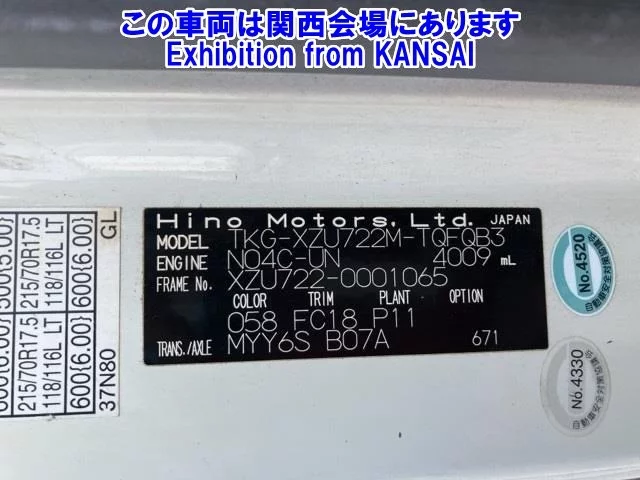 この車両は関西会場にあります
Exhibition from KANSAI
Hino Motors, Ltd. JAPAN
MODEL TKG-XZU722M-TQFQB3
ENGINE N04C-UN 4009 mL
FRAME No. XZU722-0001065
COLOR TRIM PLANT OPTION
058 FC18 P11
TRANS./AXLE MYY6S B07A 671
No.4520
No.4330
GL
215/70R17.5 600{6.00}
118/116L LT
215/70R17.5
118/116L LT
600{6.00}
37N80